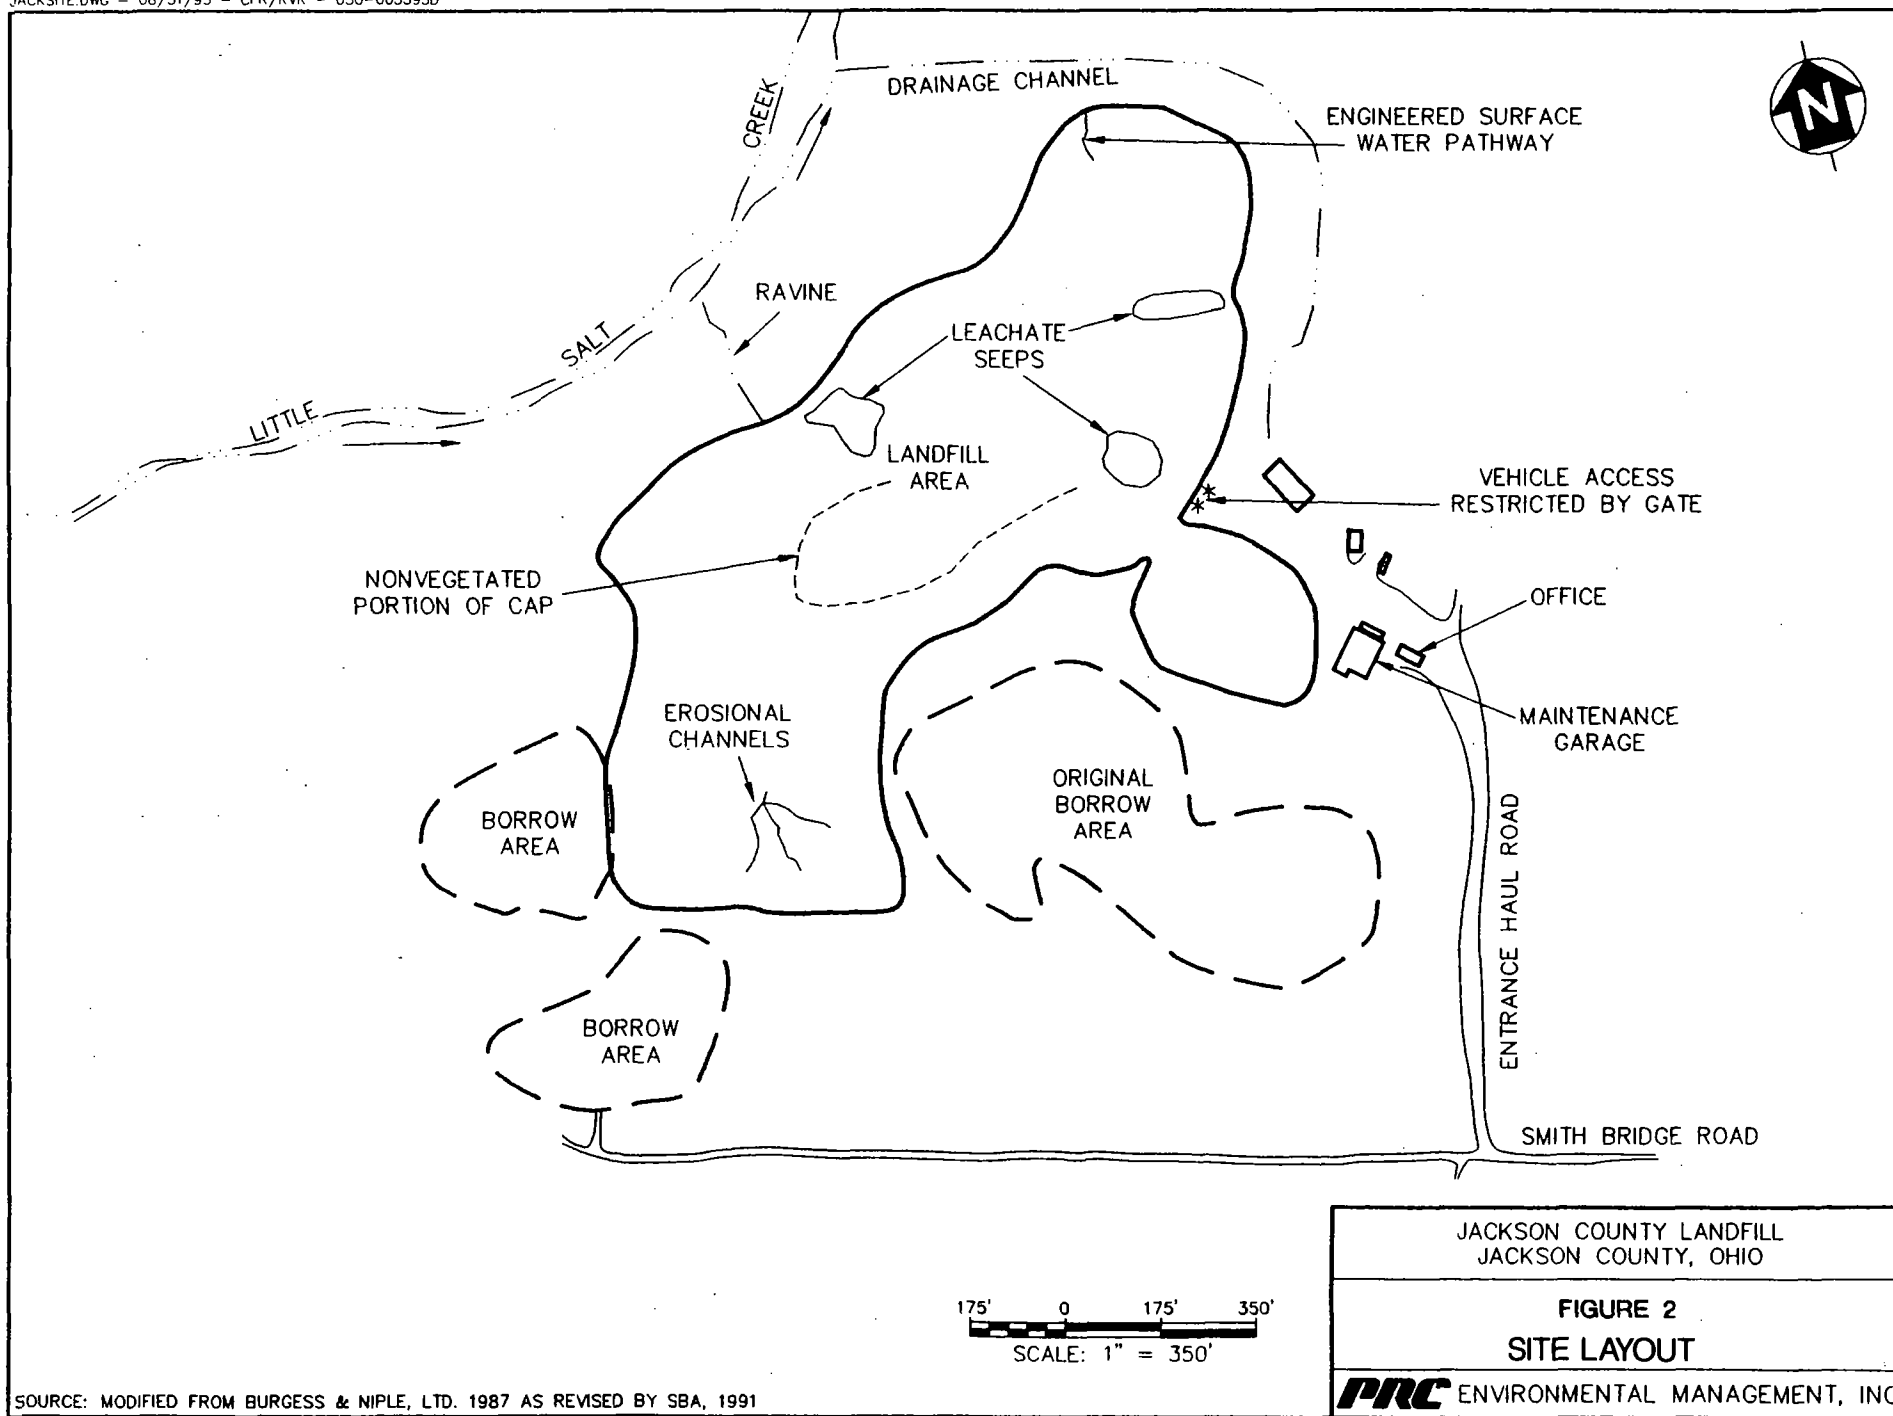 DRAINAGE CHANNEL
CREEK
ENGINEERED SURFACE
WATER PATHWAY
N
RAVINE
SALT
LITTLE
LEACHATE
SEEPS
LANDFILL
AREA
VEHICLE ACCESS
RESTRICTED BY GATE
NONVEGETATED
PORTION OF CAP
OFFICE
EROSIONAL
CHANNELS
MAINTENANCE
GARAGE
ORIGINAL
BORROW
AREA
BORROW
AREA
ENTRANCE HAUL ROAD
BORROW
AREA
SMITH BRIDGE ROAD
JACKSON COUNTY LANDFILL
JACKSON COUNTY, OHIO
175' 0 175' 350'
SCALE: 1" = 350'
FIGURE 2
SITE LAYOUT
PRC ENVIRONMENTAL MANAGEMENT, INC
SOURCE: MODIFIED FROM BURGESS & NIPLE, LTD. 1987 AS REVISED BY SBA, 1991